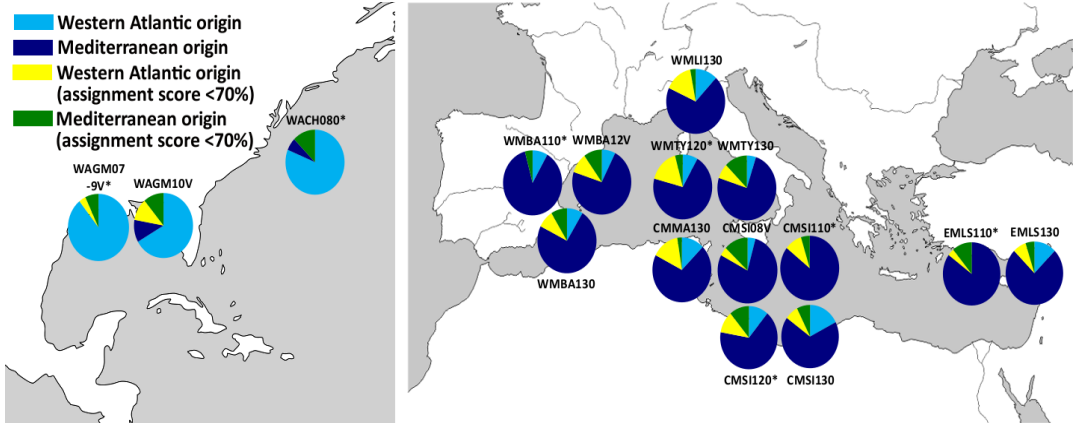 Western Atlantic origin
Mediterranean origin
Western Atlantic origin
(assignment score <70%)
Mediterranean origin
(assignment score <70%)
WACH080*
WAGM07
-9V*
WAGM10V
WMLI130
WMBA110*
WMBA12V
WMTY120*
WMTY130
WMBA130
CMMA130
CMSI08V
CMSI110*
EMLS110*
EMLS130
CMSI120*
CMSI130